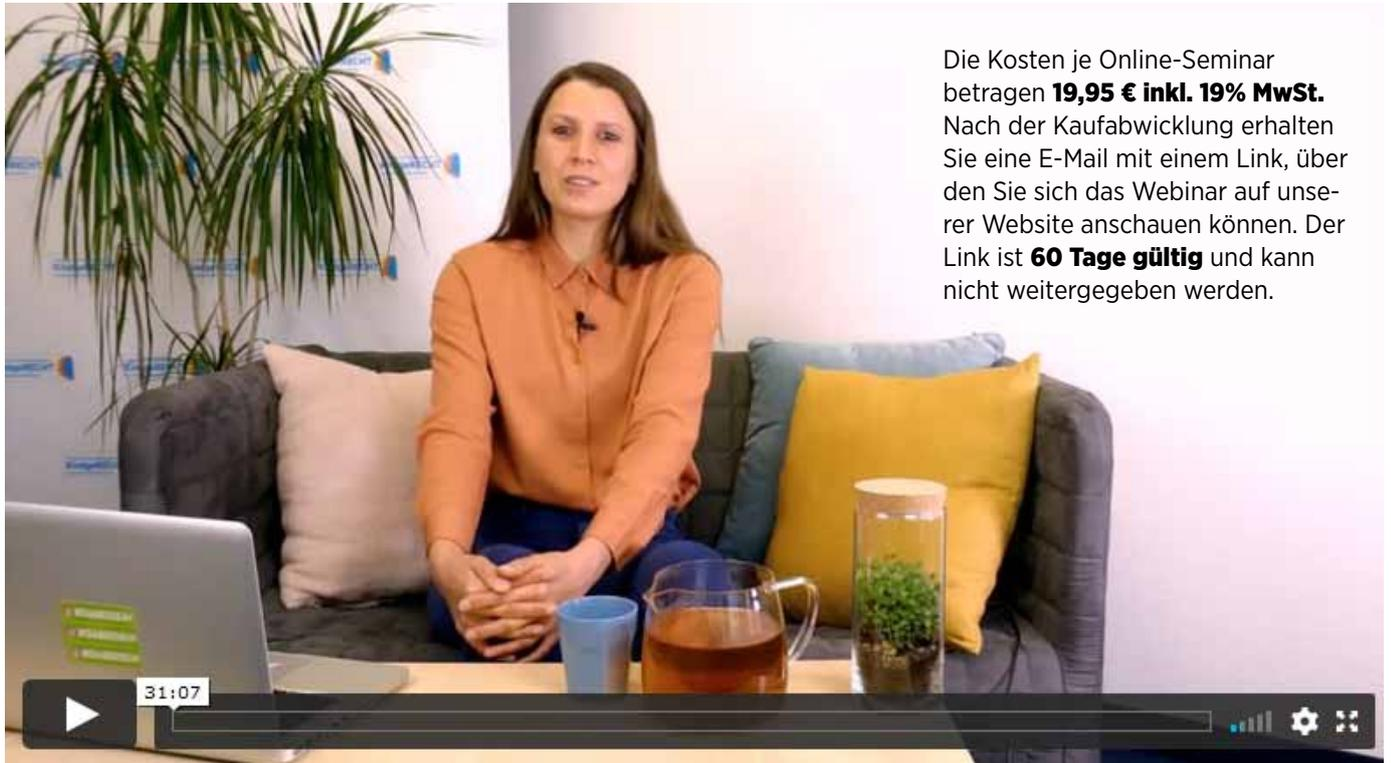 Die Kosten je Online-Seminar
betragen 19,95 € inkl. 19% MwSt.
Nach der Kaufabwicklung erhalten
Sie eine E-Mail mit einem Link, über
den Sie sich das Webinar auf unse-
rer Website anschauen können. Der
Link ist 60 Tage gültig und kann
nicht weitergegeben werden.
31:07